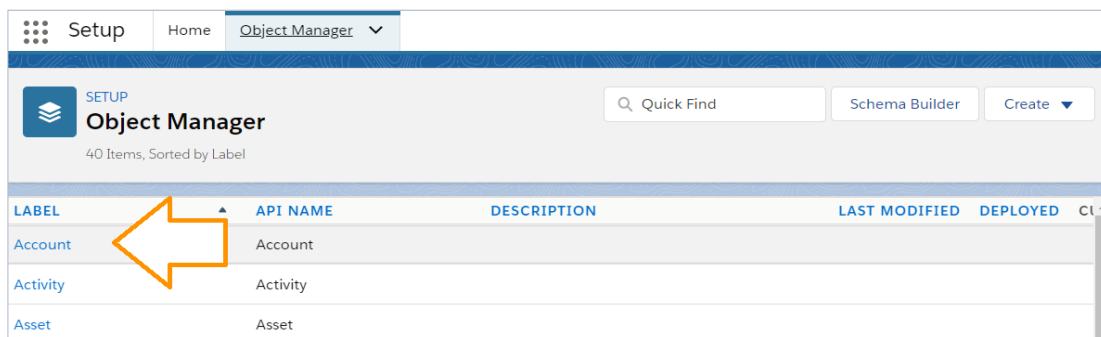 Setup Home Object Manager
SETUP
Object Manager
40 Items, Sorted by Label
Quick Find Schema Builder Create
LABEL API NAME DESCRIPTION LAST MODIFIED DEPLOYED
Account Account
Activity Activity
Asset Asset